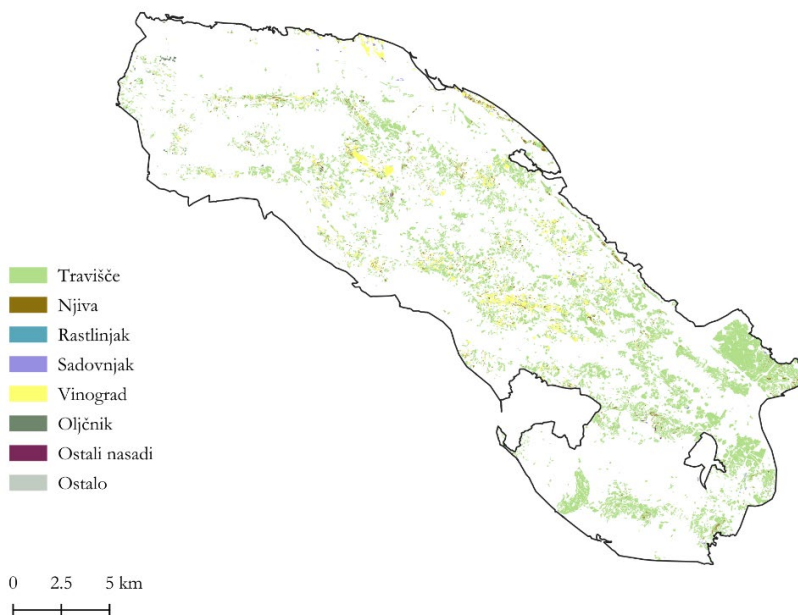 Travišče
Njiva
Rastlinjak
Sadovnjak
Vinograd
Oljčnik
Ostali nasadi
Ostalo
0 2.5 5 km